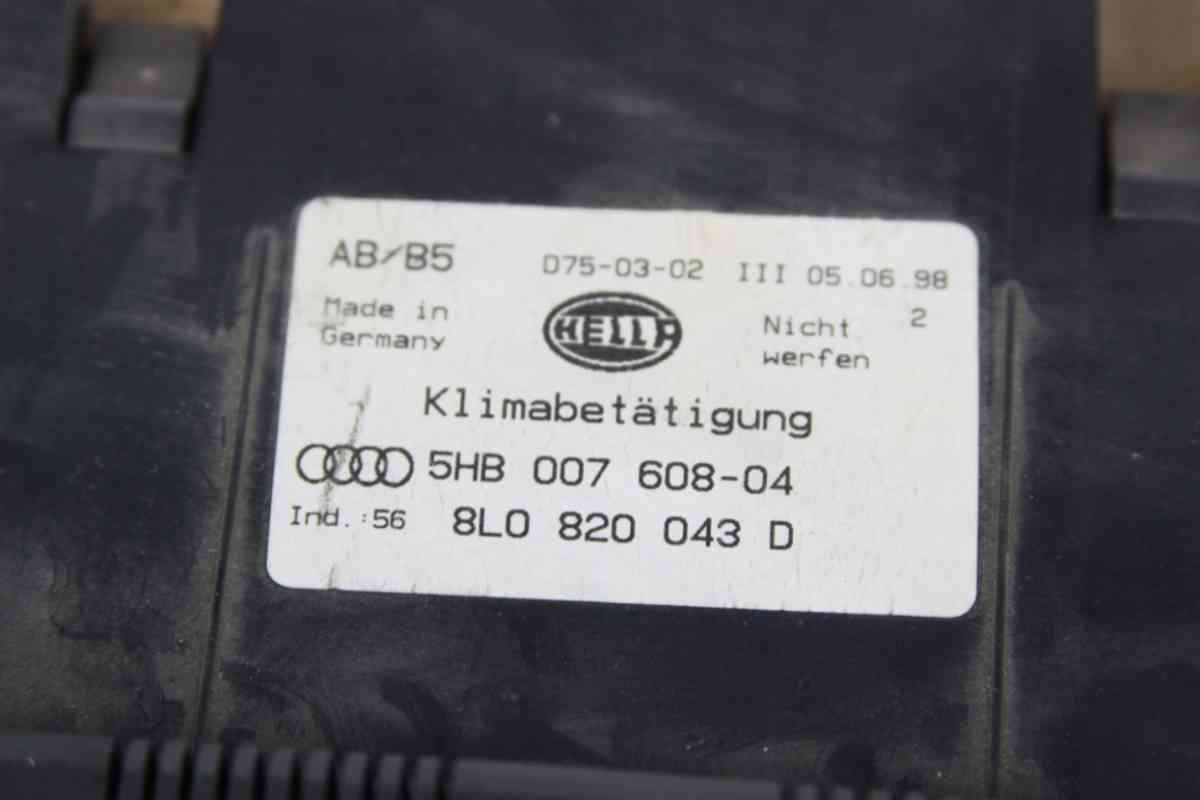 AB/B5 D75-03-02 III 05.06.98
Made in Germany
HELLA
Nicht werfen
2
Klimabetätigung
5HB 007 608-04
Ind.:56 8L0 820 043 D